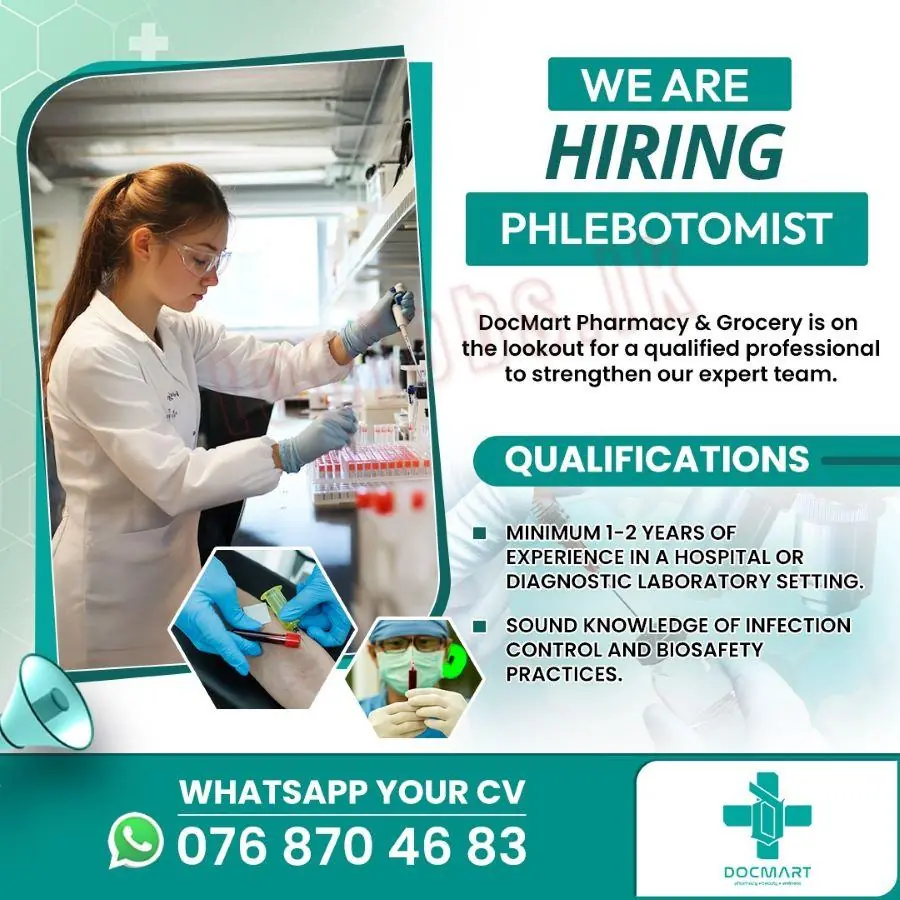 WE ARE
HIRING
PHLEBOTOMIST
DocMart Pharmacy & Grocery is on
the lookout for a qualified professional
to strengthen our expert team.
QUALIFICATIONS
MINIMUM 1-2 YEARS OF
EXPERIENCE IN A HOSPITAL OR
DIAGNOSTIC LABORATORY SETTING.
SOUND KNOWLEDGE OF INFECTION
CONTROL AND BIOSAFETY
PRACTICES.
WHATSAPP YOUR CV
076 870 46 83
DOCMART
pharmacy • beauty • wellness